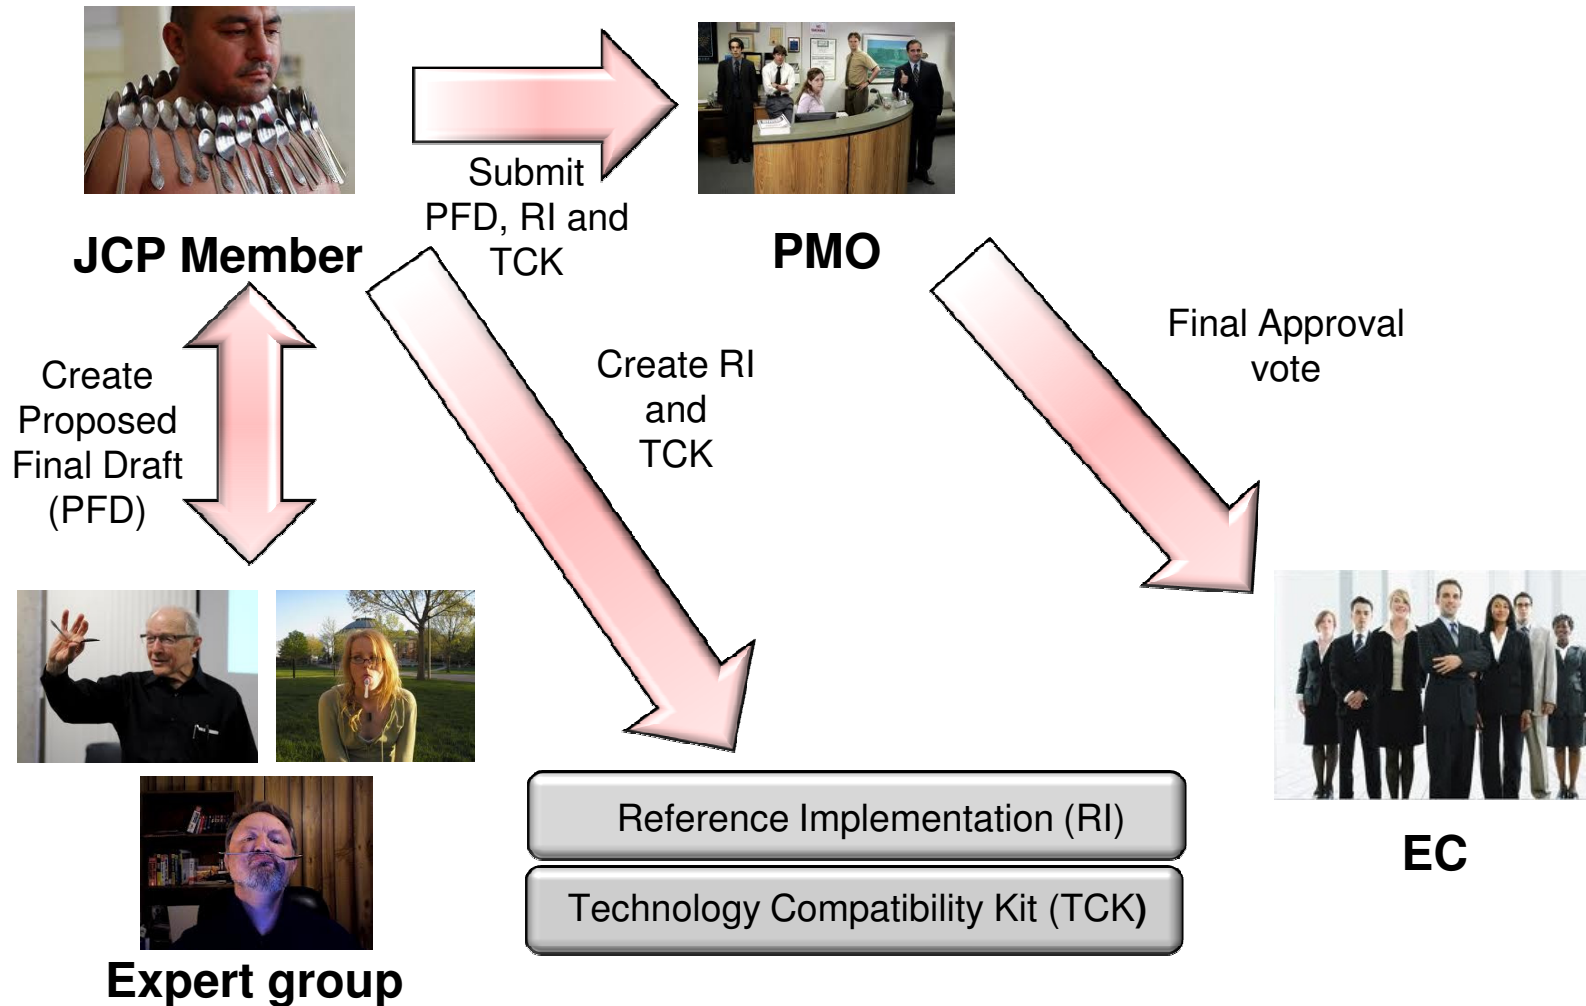 Submit
PFD, RI and
TCK
JCP Member
PMO
Create
Proposed
Final Draft
(PFD)
Create RI
and
TCK
Final Approval
vote
Reference Implementation (RI)
Technology Compatibility Kit (TCK)
EC
Expert group